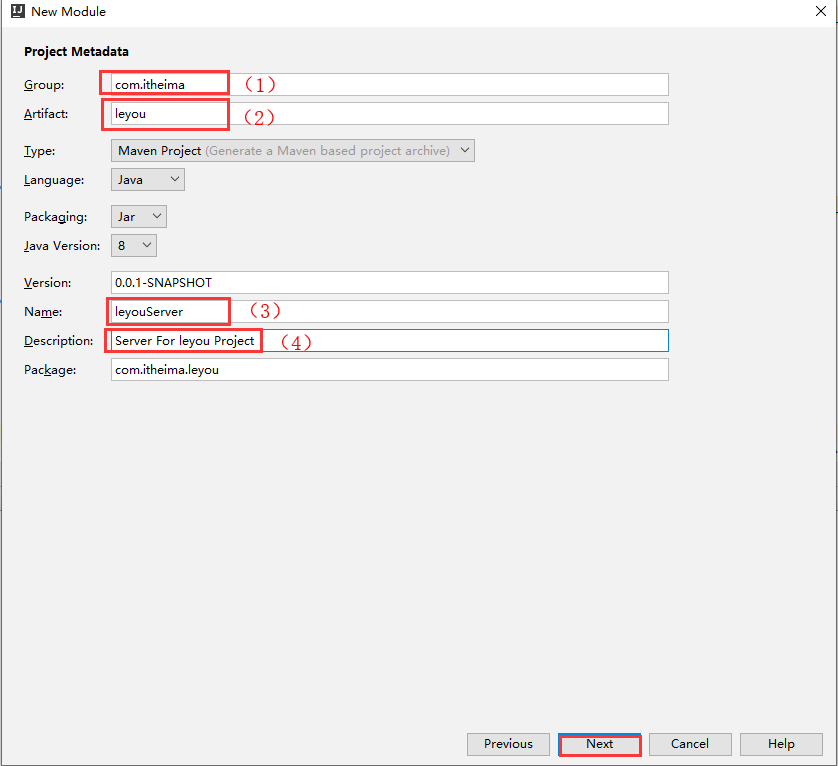 New Module
Project Metadata
Group: com.itheima （1）
Artifact: leyou （2）
Type: Maven Project (Generate a Maven based project archive)
Language: Java
Packaging: Jar
Java Version: 8
Version: 0.0.1-SNAPSHOT
Name: leyouServer （3）
Description: Server For leyou Project （4）
Package: com.itheima.leyou
Previous Next Cancel Help